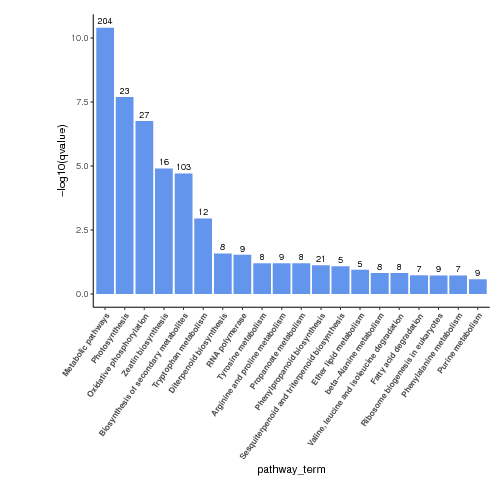 204
23
27
16
103
12
8
9
8
9
8
21
5
5
8
8
7
9
7
9
10.0
7.5
5.0
2.5
0.0
−log10(qvalue)
Metabolic pathways
Photosynthesis
Oxidative phosphorylation
Zeatin biosynthesis
Biosynthesis of secondary metabolites
Tryptophan metabolism
Diterpenoid biosynthesis
RNA polymerase
Tyrosine metabolism
Arginine and proline metabolism
Propanoate metabolism
Phenylpropanoid biosynthesis
Sesquiterpenoid and triterpenoid biosynthesis
Ether lipid metabolism
beta−Alanine metabolism
Valine, leucine and isoleucine degradation
Fatty acid degradation
Ribosome biogenesis in eukaryotes
Phenylalanine metabolism
Purine metabolism
pathway_term